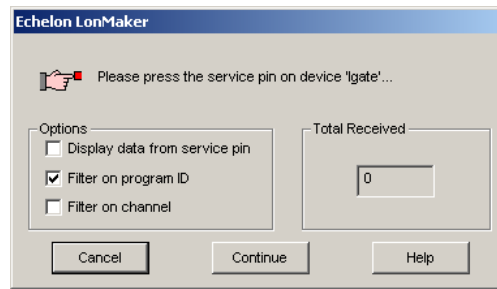 Echelon LonMaker
Please press the service pin on device 'Igate'...
Options
Total Received
Display data from service pin
Filter on program ID
0
Filter on channel
Cancel
Continue
Help